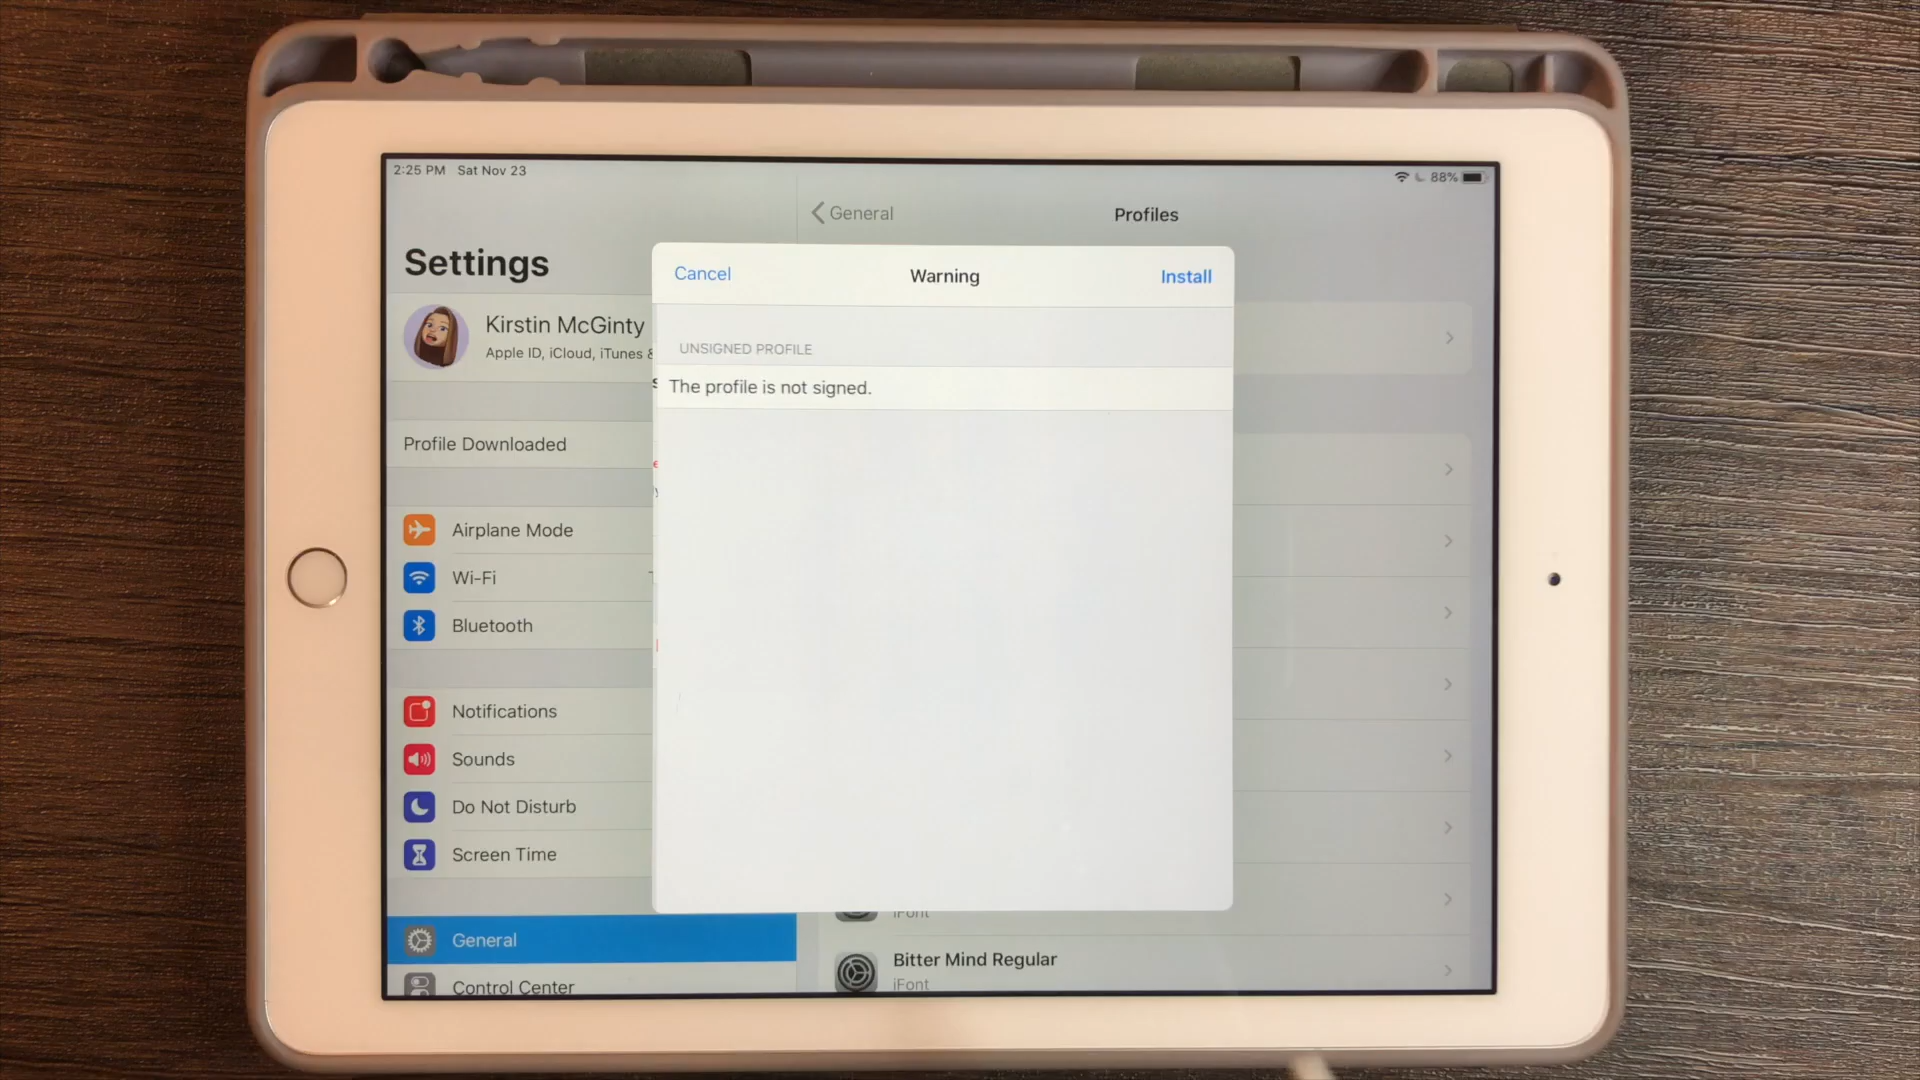 2:25 PM Sat Nov 23
88%
General
Profiles
Settings
Cancel
Warning
Install
Kirstin McGinty
Apple ID, iCloud, iTunes &
UNSIGNED PROFILE
The profile is not signed.
Profile Downloaded
Airplane Mode
Wi-Fi
Bluetooth
Notifications
Sounds
Do Not Disturb
Screen Time
General
Control Center
iFont
Bitter Mind Regular
iFont